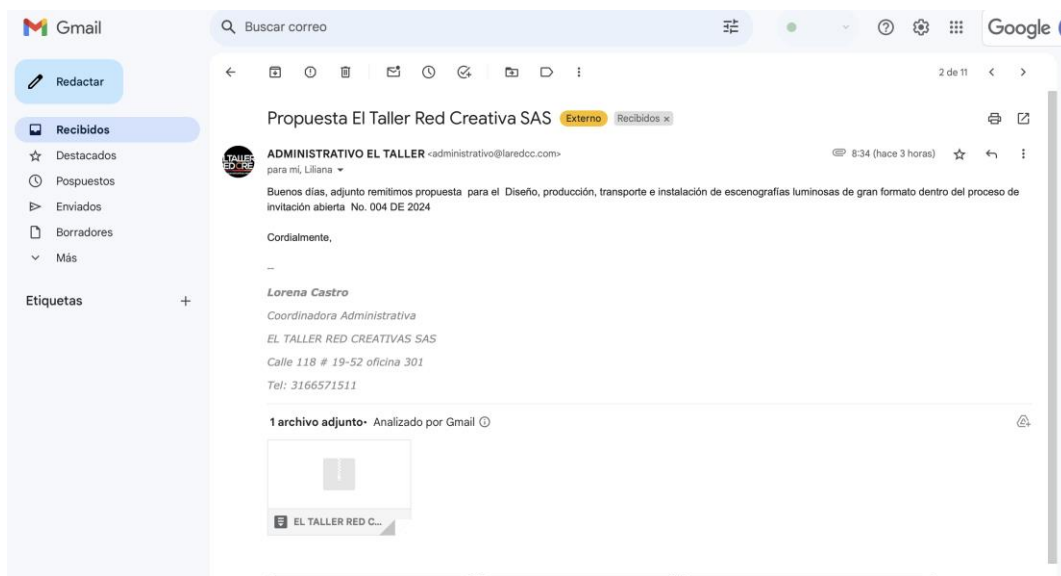 Gmail
Buscar correo
Google
Redactar
2 de 11
Recibidos
Destacados
Pospuestos
Enviados
Borradores
Más
Etiquetas
Propuesta El Taller Red Creativa SAS Externo Recibidos x
ADMINISTRATIVO EL TALLER <administrativo@laredcc.com>
8:34 (hace 3 horas)
para mí, Liliana
Buenos días, adjunto remitimos propuesta para el Diseño, producción, transporte e instalación de escenografías luminosas de gran formato dentro del proceso de
invitación abierta No. 004 DE 2024
Cordialmente,
--
Lorena Castro
Coordinadora Administrativa
EL TALLER RED CREATIVAS SAS
Calle 118 # 19-52 oficina 301
Tel: 3166571511
1 archivo adjunto• Analizado por Gmail
EL TALLER RED C...